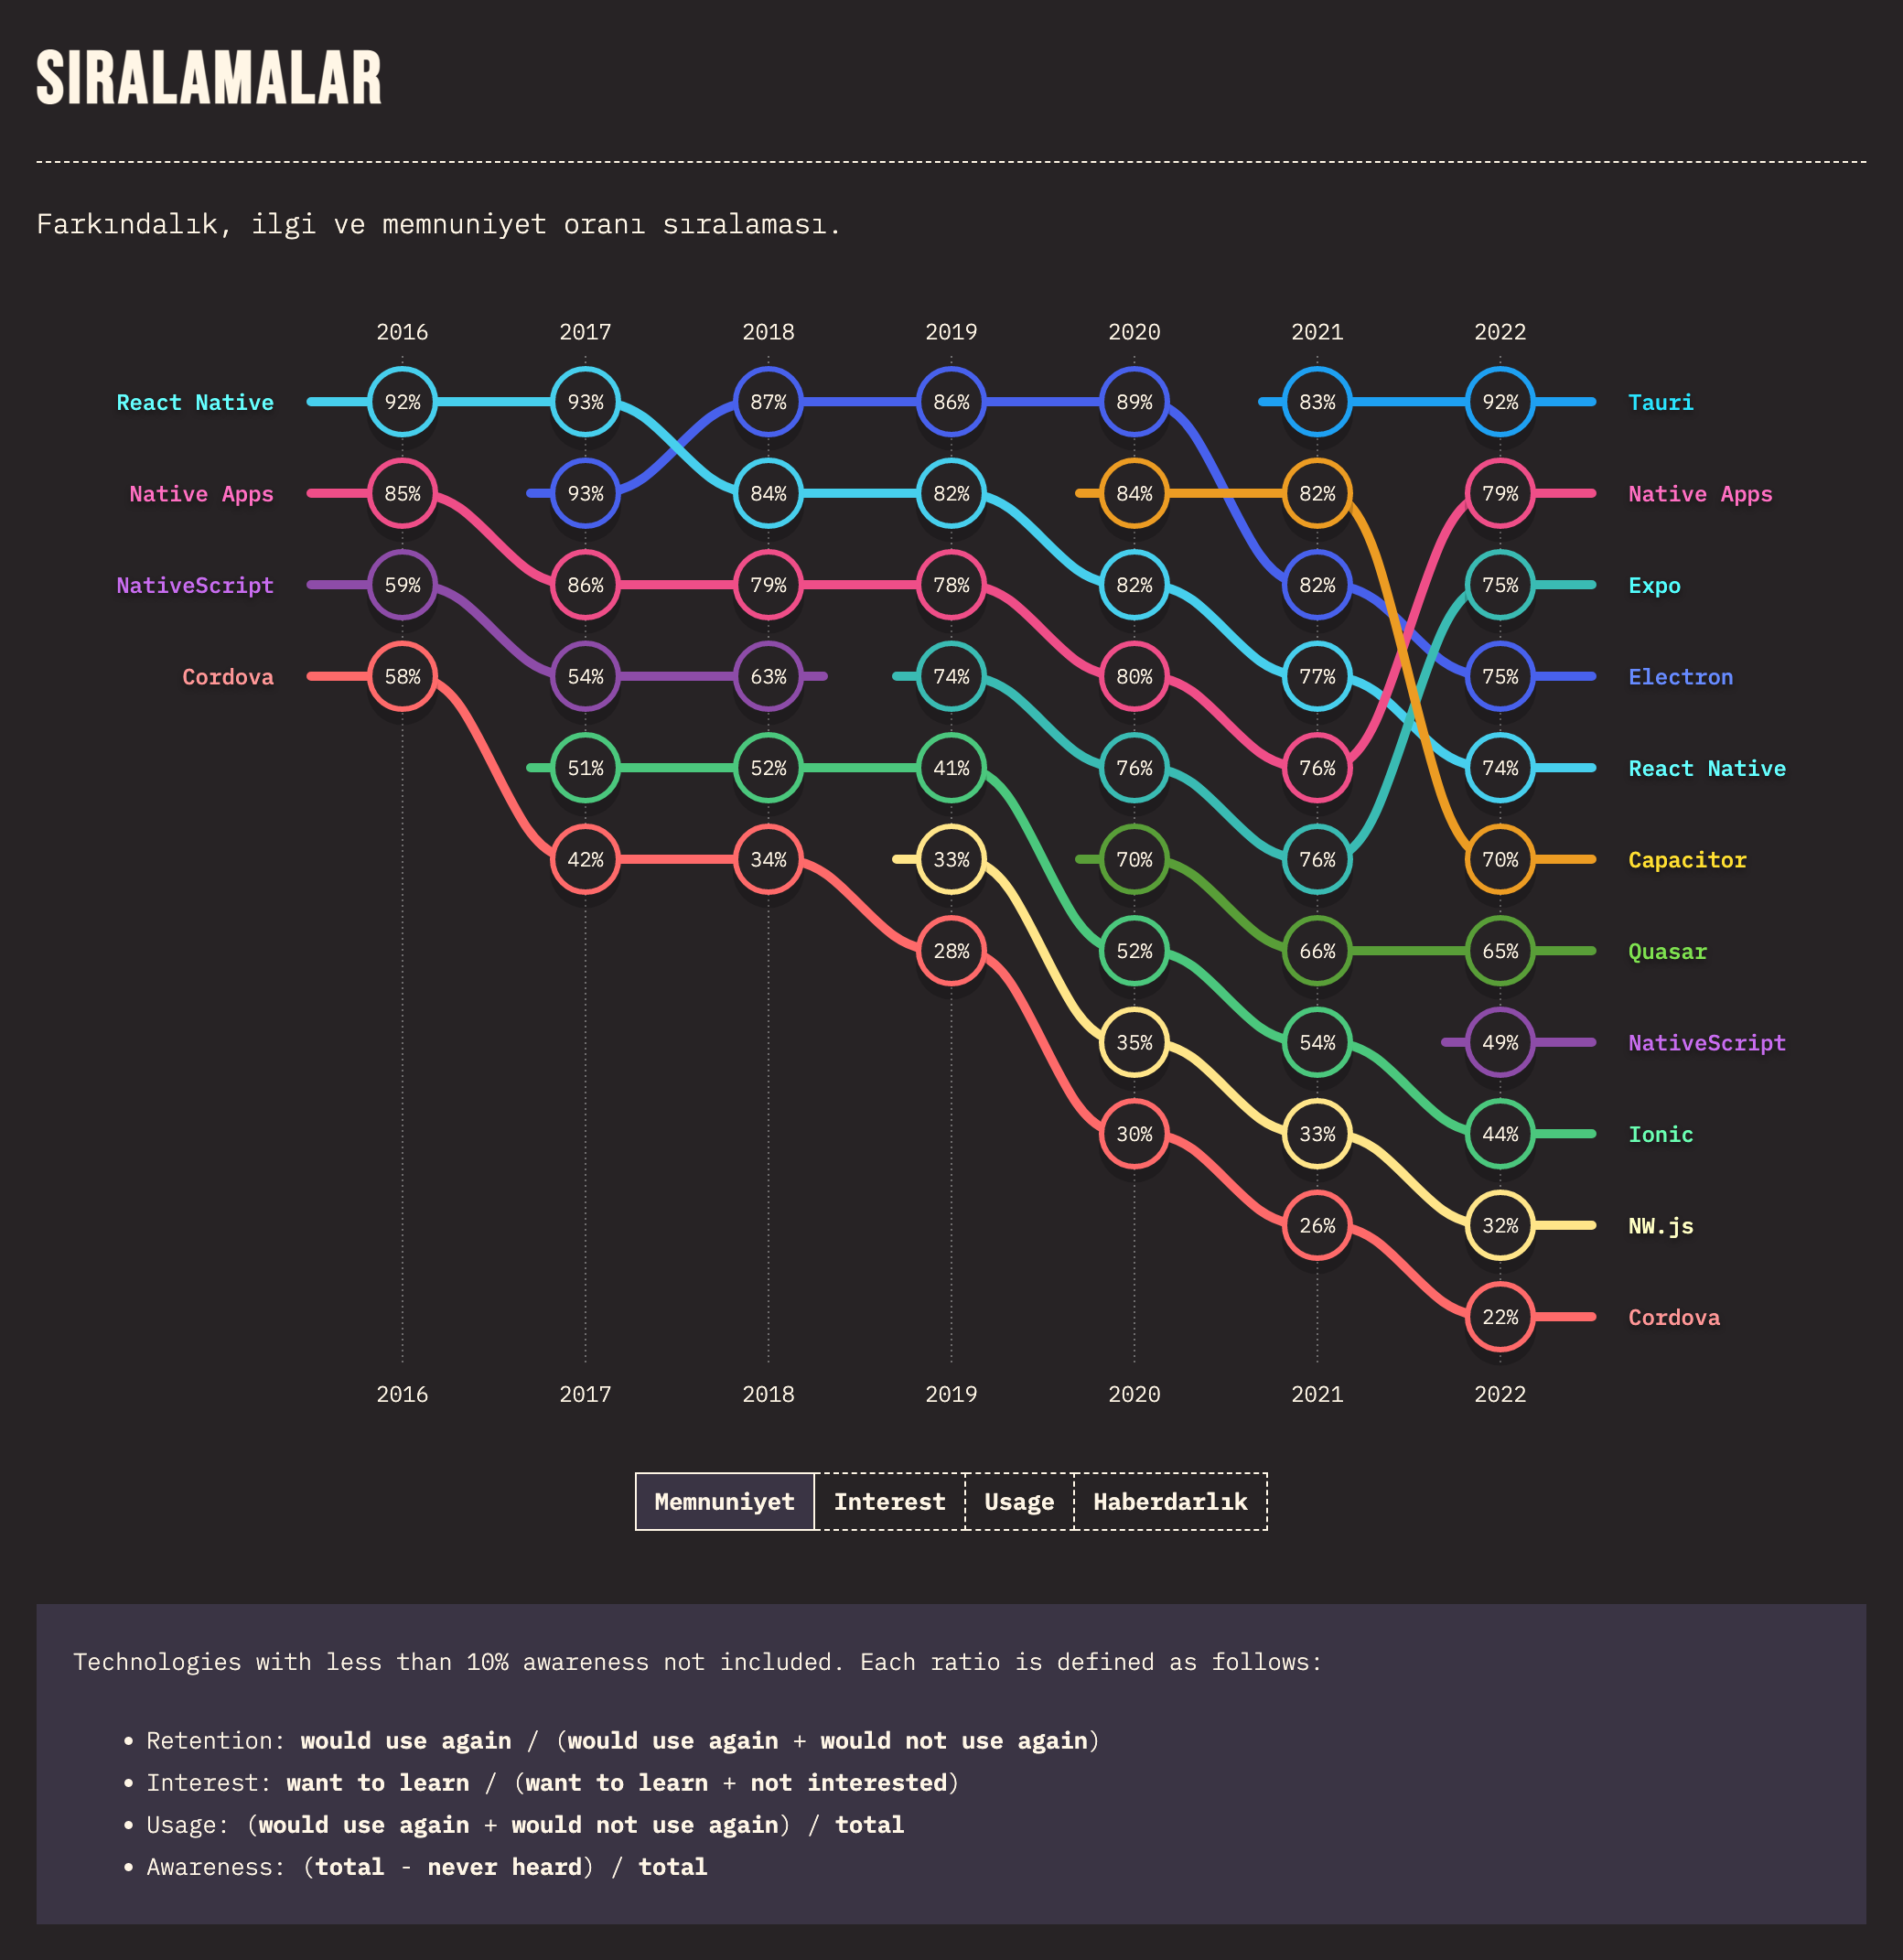 SIRALAMALAR
Farkındalık, ilgi ve memnuniyet oranı sıralaması.
2016 2017 2018 2019 2020 2021 2022
React Native 92% 93% 87% 86% 89% 83% 92% Tauri
Native Apps 85% 93% 84% 82% 84% 82% 79% Native Apps
NativeScript 59% 86% 79% 78% 82% 82% 75% Expo
Cordova 58% 54% 63% 74% 80% 77% 75% Electron
51% 52% 41% 76% 76% 74% React Native
42% 34% 33% 70% 76% 70% Capacitor
28% 52% 66% 65% Quasar
35% 54% 49% NativeScript
30% 33% 44% Ionic
26% 32% NW.js
22% Cordova
2016 2017 2018 2019 2020 2021 2022
Memnuniyet Interest Usage Haberdarlık
Technologies with less than 10% awareness not included. Each ratio is defined as follows:
• Retention: would use again / (would use again + would not use again)
• Interest: want to learn / (want to learn + not interested)
• Usage: (would use again + would not use again) / total
• Awareness: (total - never heard) / total